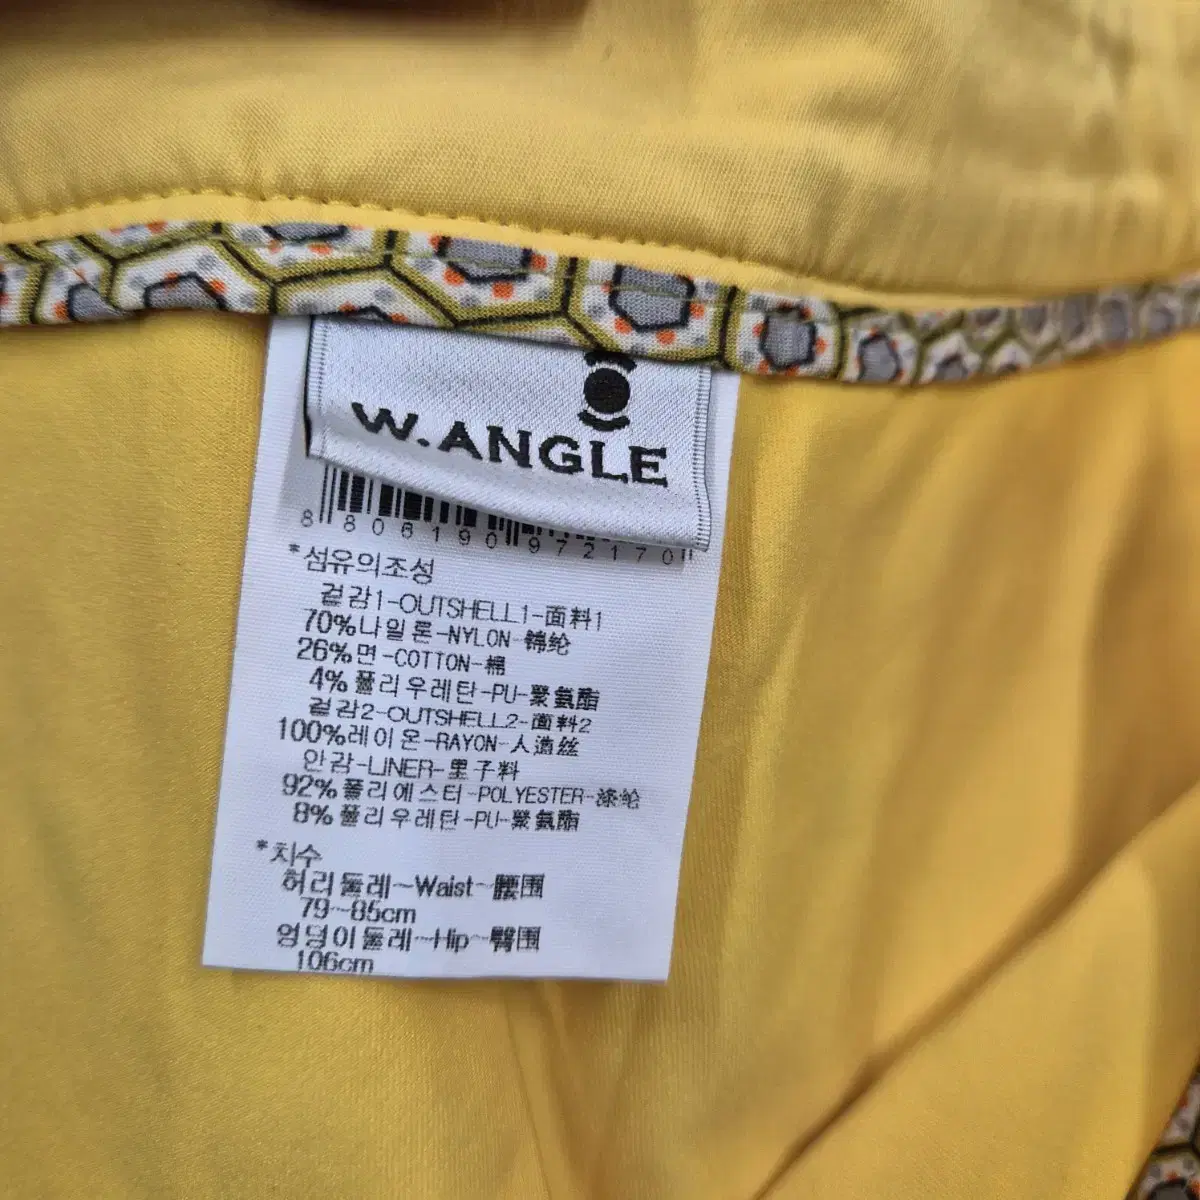 W.ANGLE
8 806190 972170
*섬유의조성
겉감1-OUTSHELL1-面料1
70%나일론-NYLON-锦纶
26%면-COTTON-棉
4%폴리우레탄-PU-聚氨酯
겉감2-OUTSHELL2-面料2
100%레이온-RAYON-人造丝
안감-LINER-里子料
92%폴리에스터-POLYESTER-涤纶
8%폴리우레탄-PU-聚氨酯
*치수
허리둘레~Waist~腰围
79~85cm
엉덩이둘레~Hip~臀围
106cm